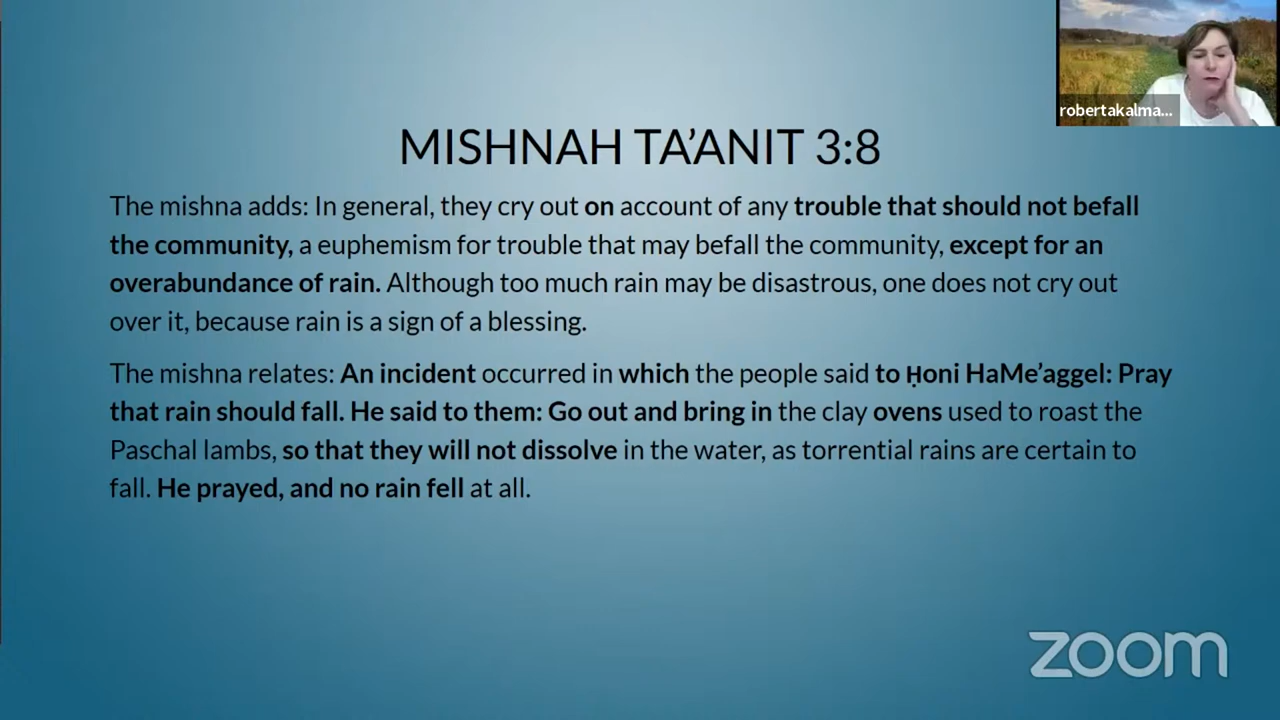 robertakalma...
MISHNAH TA’ANIT 3:8
The mishna adds: In general, they cry out on account of any trouble that should not befall
the community, a euphemism for trouble that may befall the community, except for an
overabundance of rain. Although too much rain may be disastrous, one does not cry out
over it, because rain is a sign of a blessing.
The mishna relates: An incident occurred in which the people said to Ḥoni HaMe’aggel: Pray
that rain should fall. He said to them: Go out and bring in the clay ovens used to roast the
Paschal lambs, so that they will not dissolve in the water, as torrential rains are certain to
fall. He prayed, and no rain fell at all.
zoom